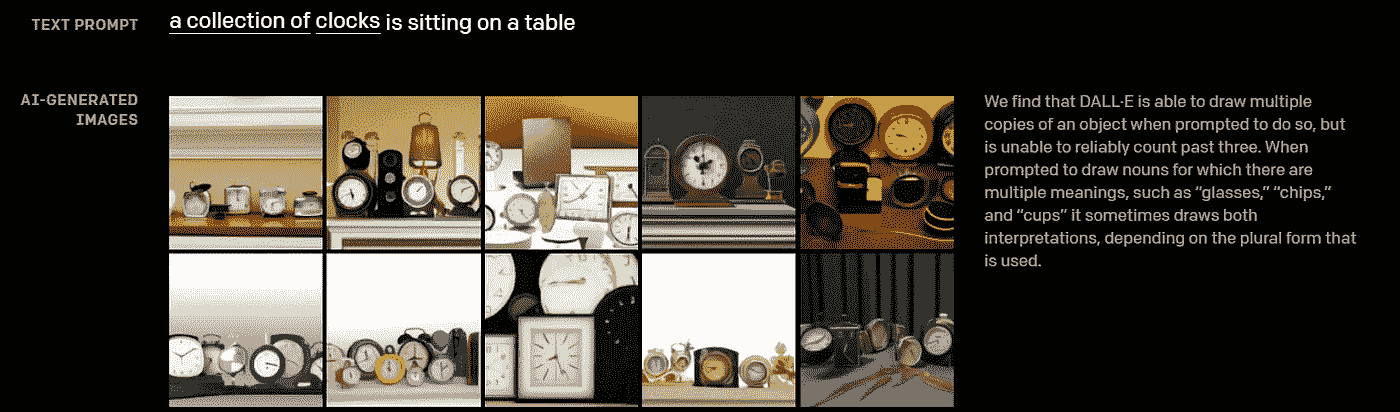 TEXT PROMPT
a collection of clocks is sitting on a table
AI-GENERATED
IMAGES
We find that DALL·E is able to draw multiple
copies of an object when prompted to do so, but
is unable to reliably count past three. When
prompted to draw nouns for which there are
multiple meanings, such as “glasses,” “chips,”
and “cups” it sometimes draws both
interpretations, depending on the plural form that
is used.